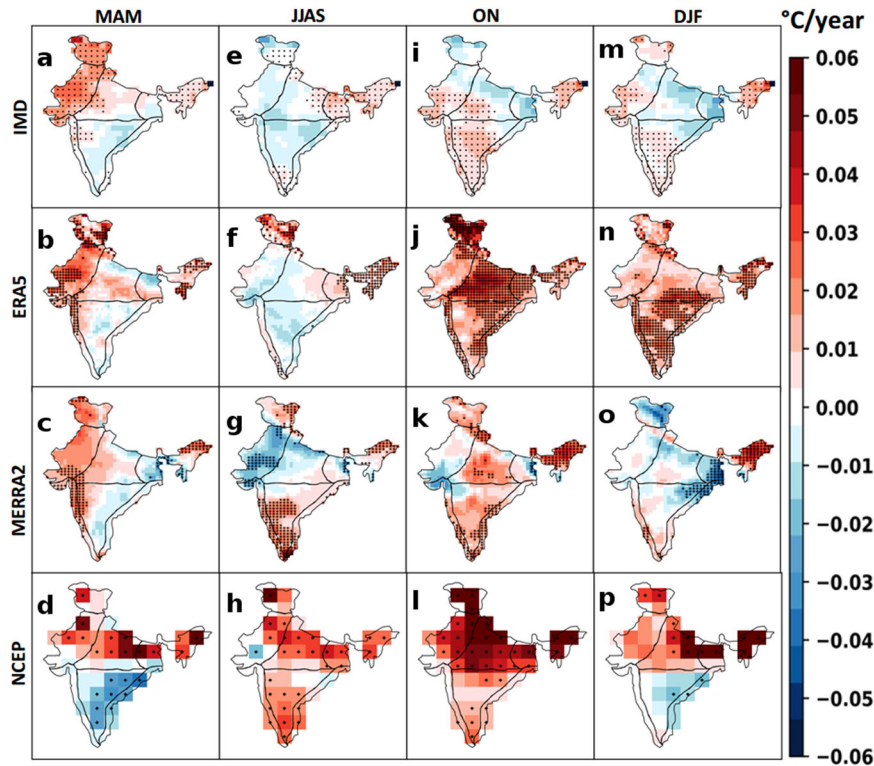 MAM JJAS ON DJF °C/year
IMD a e i m
ERA5 b f j n
MERRA2 c g k o
NCEP d h l p
0.06
0.05
0.04
0.03
0.02
0.01
0.00
−0.01
−0.02
−0.03
−0.04
−0.05
−0.06